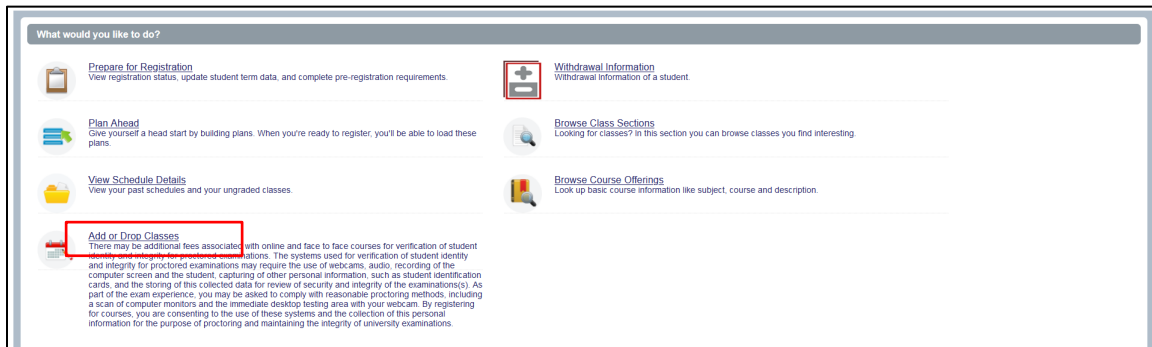 What would you like to do?
Prepare for Registration
View registration status, update student term data, and complete pre-registration requirements.
Plan Ahead
Give yourself a head start by building plans. When you're ready to register, you'll be able to load these
plans.
View Schedule Details
View your past schedules and your ungraded classes.
Add or Drop Classes
There may be additional fees associated with online and face to face courses for verification of student
identity and integrity for proctored examinations. The systems used for verification of student identity
and integrity for proctored examinations may require the use of webcams, audio, recording of the
computer screen and the student, capturing of other personal information, such as student identification
cards, and the storing of this collected data for review of security and integrity of the examinations(s). As
part of the exam experience, you may be asked to comply with reasonable proctoring methods, including
a scan of computer monitors and the immediate desktop testing area with your webcam. By registering
for courses, you are consenting to the use of these systems and the collection of this personal
information for the purpose of proctoring and maintaining the integrity of university examinations.
Withdrawal Information
Withdrawal Information of a student.
Browse Class Sections
Looking for classes? In this section you can browse classes you find interesting.
Browse Course Offerings
Look up basic course information like subject, course and description.